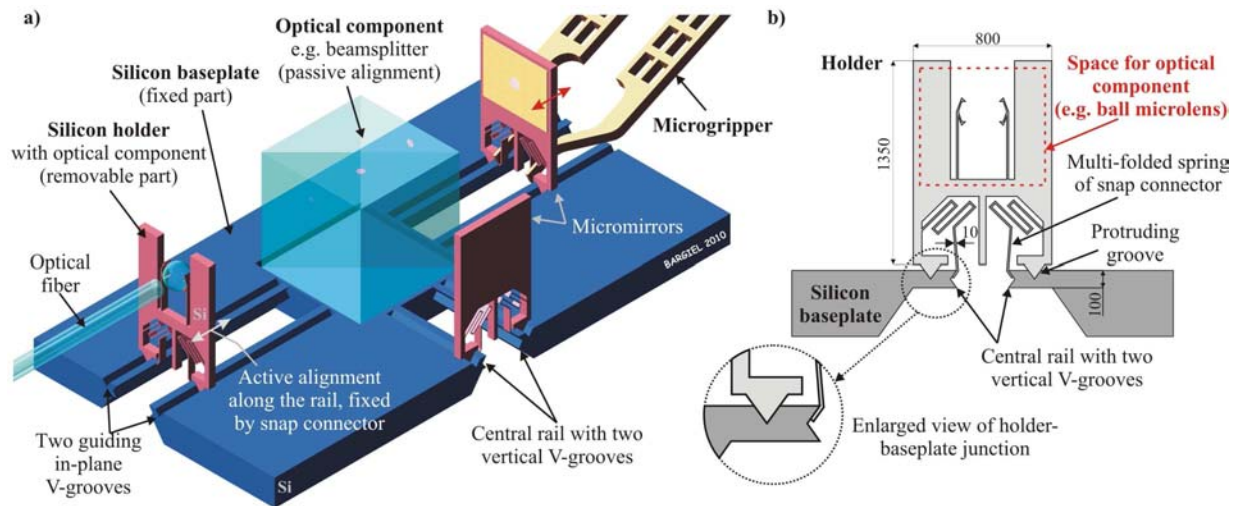 a)
Optical component
e.g. beamsplitter
(passive alignment)
Silicon baseplate
(fixed part)
Silicon holder
with optical component
(removable part)
Microgripper
Optical
fiber
Micromirrors
BARGIEL 2010
Si
Active alignment
along the rail, fixed
by snap connector
Two guiding
in-plane
V-grooves
Central rail with two
vertical V-grooves
Si
b)
800
Holder
Space for optical
component
(e.g. ball microlens)
1350
Multi-folded spring
of snap connector
10
Protruding
groove
Silicon
baseplate
100
Central rail with two
vertical V-grooves
Enlarged view of holder-
baseplate junction